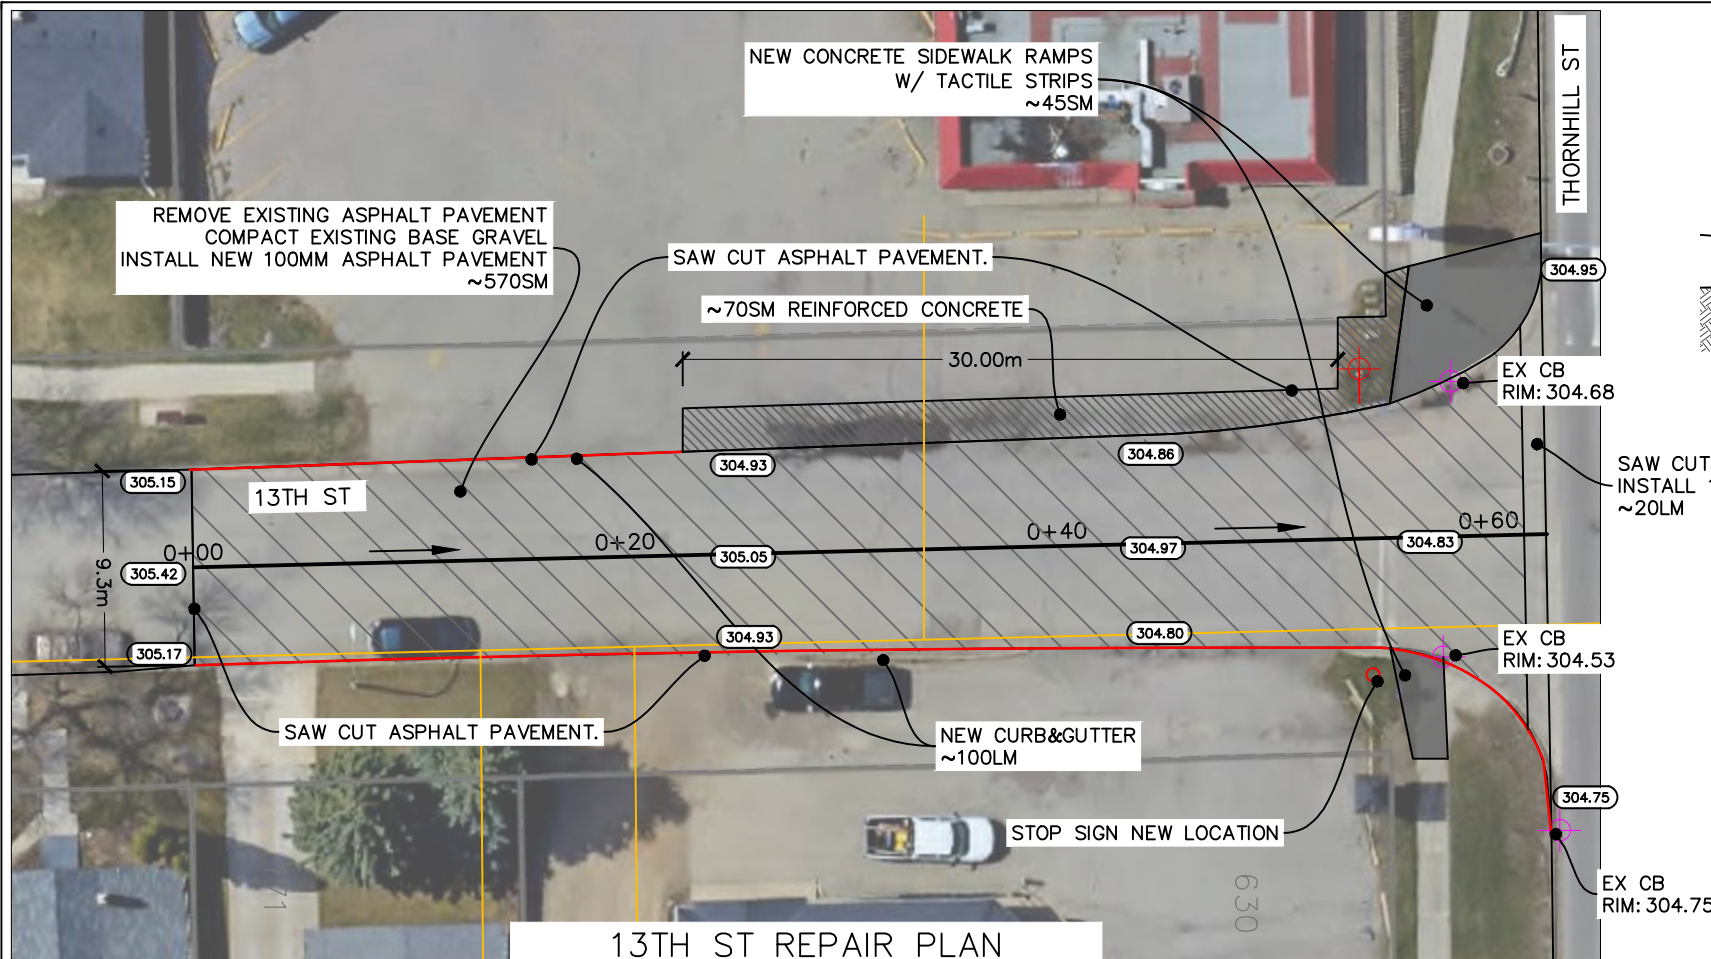 NEW CONCRETE SIDEWALK RAMPS
W/ TACTILE STRIPS
~45SM
THORNHILL ST
REMOVE EXISTING ASPHALT PAVEMENT
COMPACT EXISTING BASE GRAVEL
INSTALL NEW 100MM ASPHALT PAVEMENT
~570SM
SAW CUT ASPHALT PAVEMENT.
~70SM REINFORCED CONCRETE
304.95
30.00m
EX CB
RIM: 304.68
304.93
304.86
305.15
13TH ST
SAW CUT
INSTALL
~20LM
0+00
0+20
0+40
0+60
305.42
305.05
304.97
304.83
9.3m
305.17
304.93
304.80
EX CB
RIM: 304.53
SAW CUT ASPHALT PAVEMENT.
NEW CURB&GUTTER
~100LM
304.75
STOP SIGN NEW LOCATION
EX CB
RIM: 304.75
171
630
13TH ST REPAIR PLAN